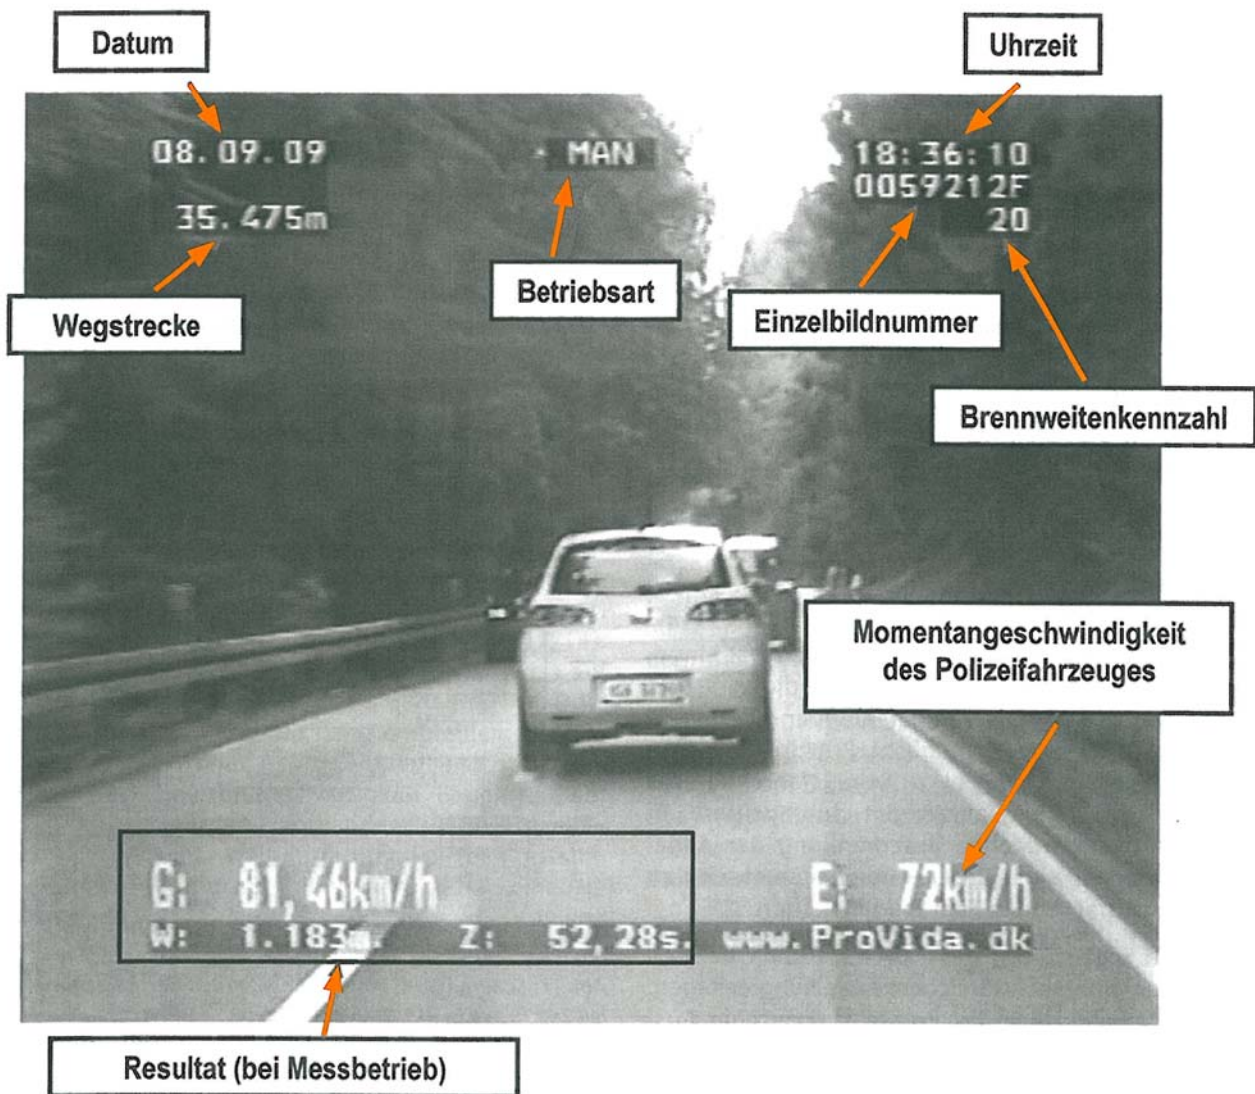 Datum
Uhrzeit
08.09.09
MAN
18:36:10
0059212F
35.475m
20
Betriebsart
Wegstrecke
Einzelbildnummer
Brennweitenkennzahl
Momentangeschwindigkeit
des Polizeifahrzeuges
G: 81,46km/h
E: 72km/h
W: 1.183m. Z: 52,28s. www.ProVida.dk
Resultat (bei Messbetrieb)